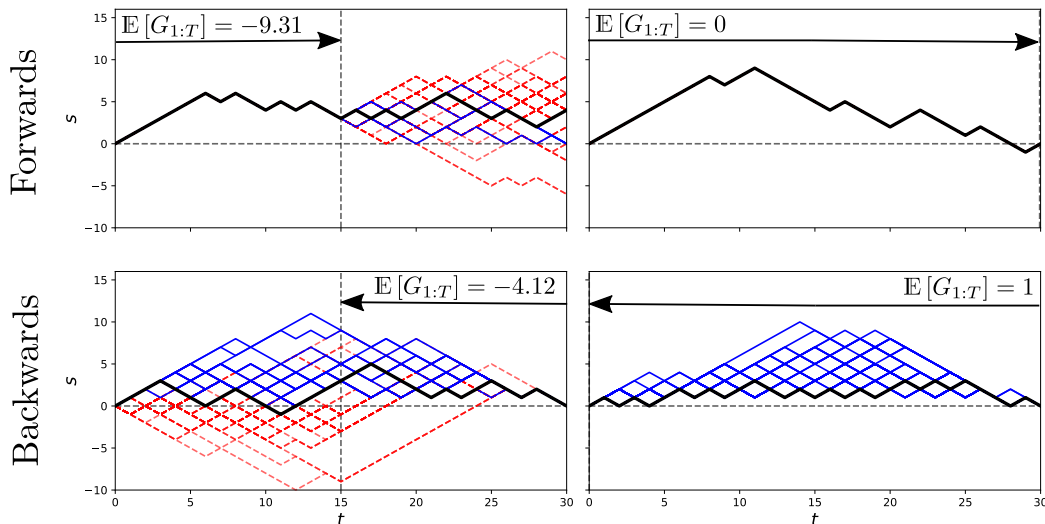 Forwards
𝔼 [G₁:T] = −9.31
𝔼 [G₁:T] = 0
s
15
10
5
0
−5
−10
Backwards
𝔼 [G₁:T] = −4.12
𝔼 [G₁:T] = 1
s
15
10
5
0
−5
−10
0 5 10 15 20 25 30
0 5 10 15 20 25 30
t
t